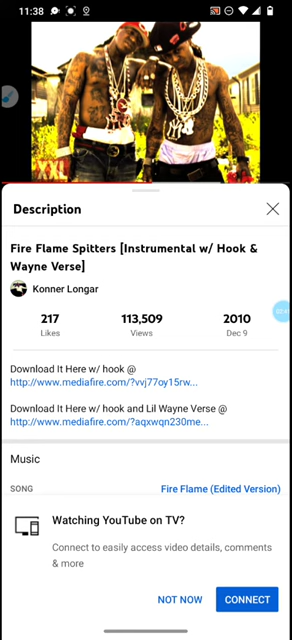 11:38
XXL
Description
Fire Flame Spitters [Instrumental w/ Hook &
Wayne Verse]
Konner Longar
217 113,509 2010
Likes Views Dec 9
Download It Here w/ hook @
http://www.mediafire.com/?vvj77oy15rw...
Download It Here w/ hook and Lil Wayne Verse @
http://www.mediafire.com/?aqxwqn230me...
Music
SONG Fire Flame (Edited Version)
Watching YouTube on TV?
Connect to easily access video details, comments
& more
NOT NOW CONNECT